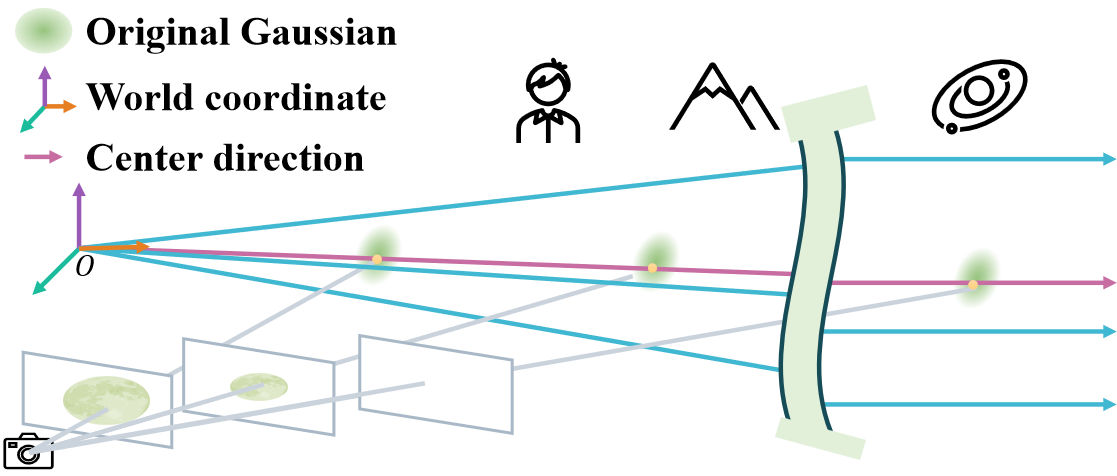 Original Gaussian
World coordinate
Center direction
O